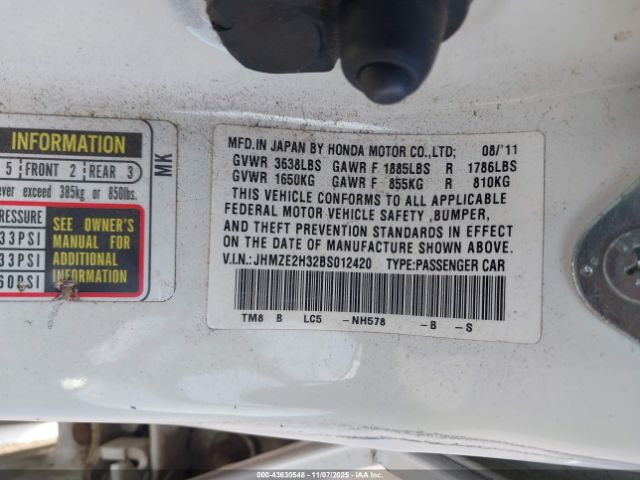 INFORMATION
5 FRONT 2 REAR 3
ever exceed 385kg or 850lbs.
PRESSURE
33PSI
33PSI
60PSI
SEE OWNER'S
MANUAL FOR
ADDITIONAL
INFORMATION
MK
MFD.IN JAPAN BY HONDA MOTOR CO.,LTD; 08/'11
GVWR 3638LBS GAWR F 1885LBS R 1786LBS
GVWR 1650KG GAWR F 855KG R 810KG
THIS VEHICLE CONFORMS TO ALL APPLICABLE
FEDERAL MOTOR VEHICLE SAFETY ,BUMPER,
AND THEFT PREVENTION STANDARDS IN EFFECT
ON THE DATE OF MANUFACTURE SHOWN ABOVE.
V.I.N.: JHMZE2H32BS012420 TYPE:PASSENGER CAR
TM8 B LC5 -NH578 -B -S
000-43630548 - 11/07/2025 - IAAHQCA01